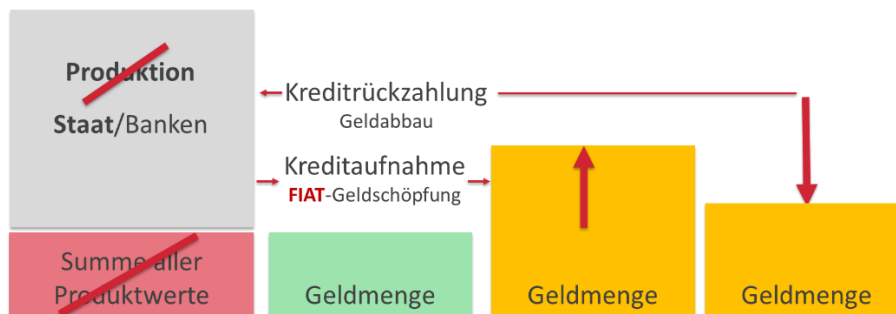 Produktion
Staat/Banken
Kreditrückzahlung
Geldabbau
Kreditaufnahme
FIAT-Geldschöpfung
Summe aller
Produktwerte
Geldmenge
Geldmenge
Geldmenge